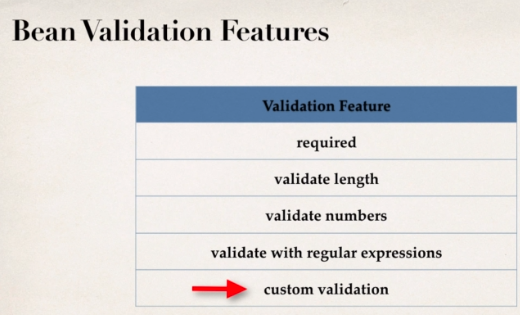 Bean Validation Features
Validation Feature
required
validate length
validate numbers
validate with regular expressions
custom validation